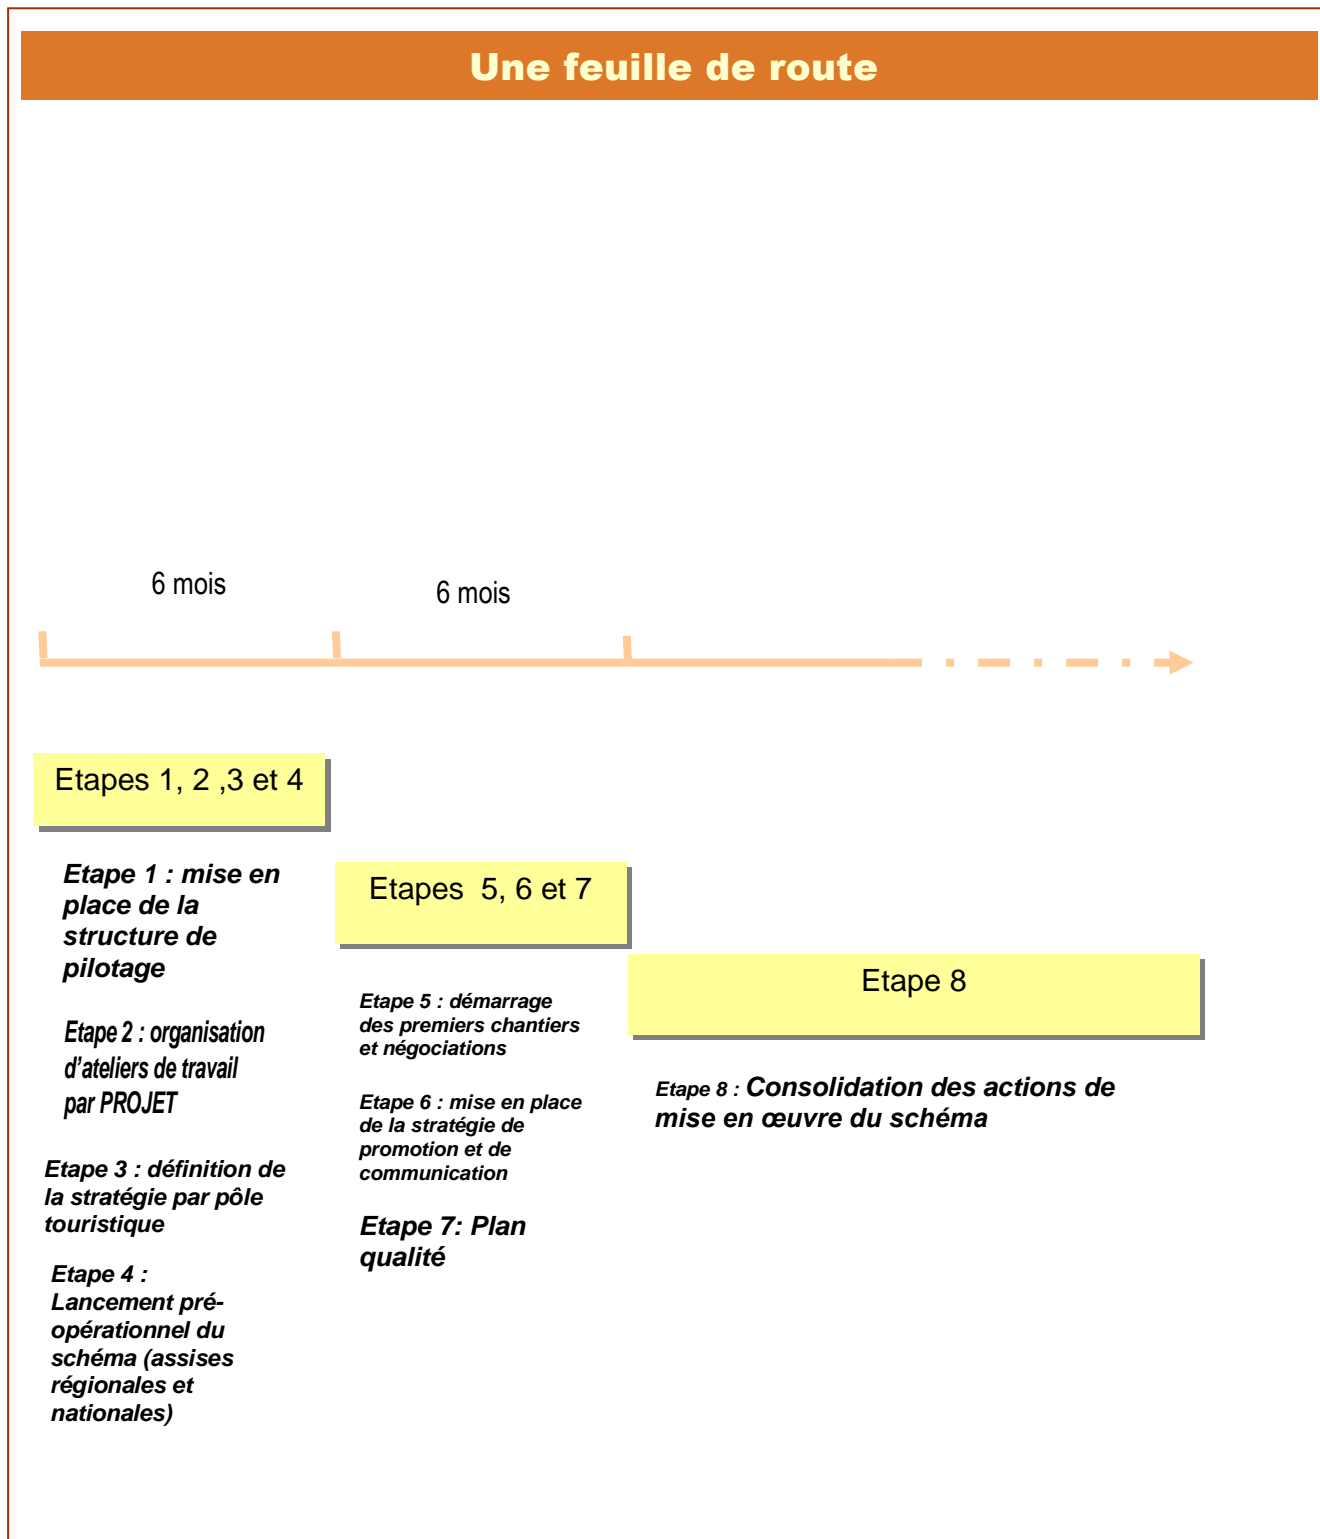 Une feuille de route
6 mois
6 mois
Etapes 1, 2 ,3 et 4
Etape 1 : mise en
place de la
structure de
pilotage
Etape 2 : organisation
d’ateliers de travail
par PROJET
Etape 3 : définition de
la stratégie par pôle
touristique
Etape 4 :
Lancement pré-
opérationnel du
schéma (assises
régionales et
nationales)
Etapes  5, 6 et 7
Etape 5 : démarrage
des premiers chantiers
et négociations
Etape 6 : mise en place
de la stratégie de
promotion et de
communication
Etape 7: Plan
qualité
Etape 8
Etape 8 : Consolidation des actions de
mise en œuvre du schéma